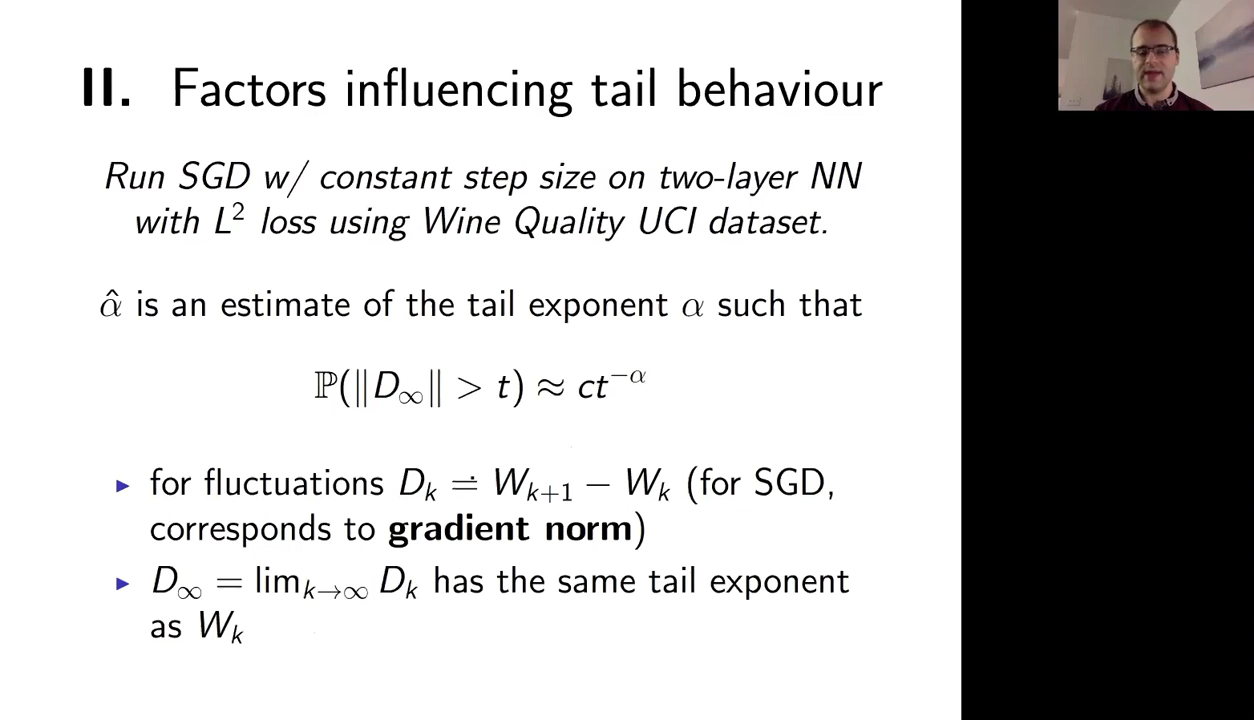 II. Factors influencing tail behaviour
Run SGD w/ constant step size on two-layer NN
with L² loss using Wine Quality UCI dataset.
α̂ is an estimate of the tail exponent α such that
ℙ(‖D∞‖ > t) ≈ ct^{−α}
▸ for fluctuations D_k ≐ W_{k+1} − W_k (for SGD,
corresponds to gradient norm)
▸ D∞ = lim_{k→∞} D_k has the same tail exponent
as W_k